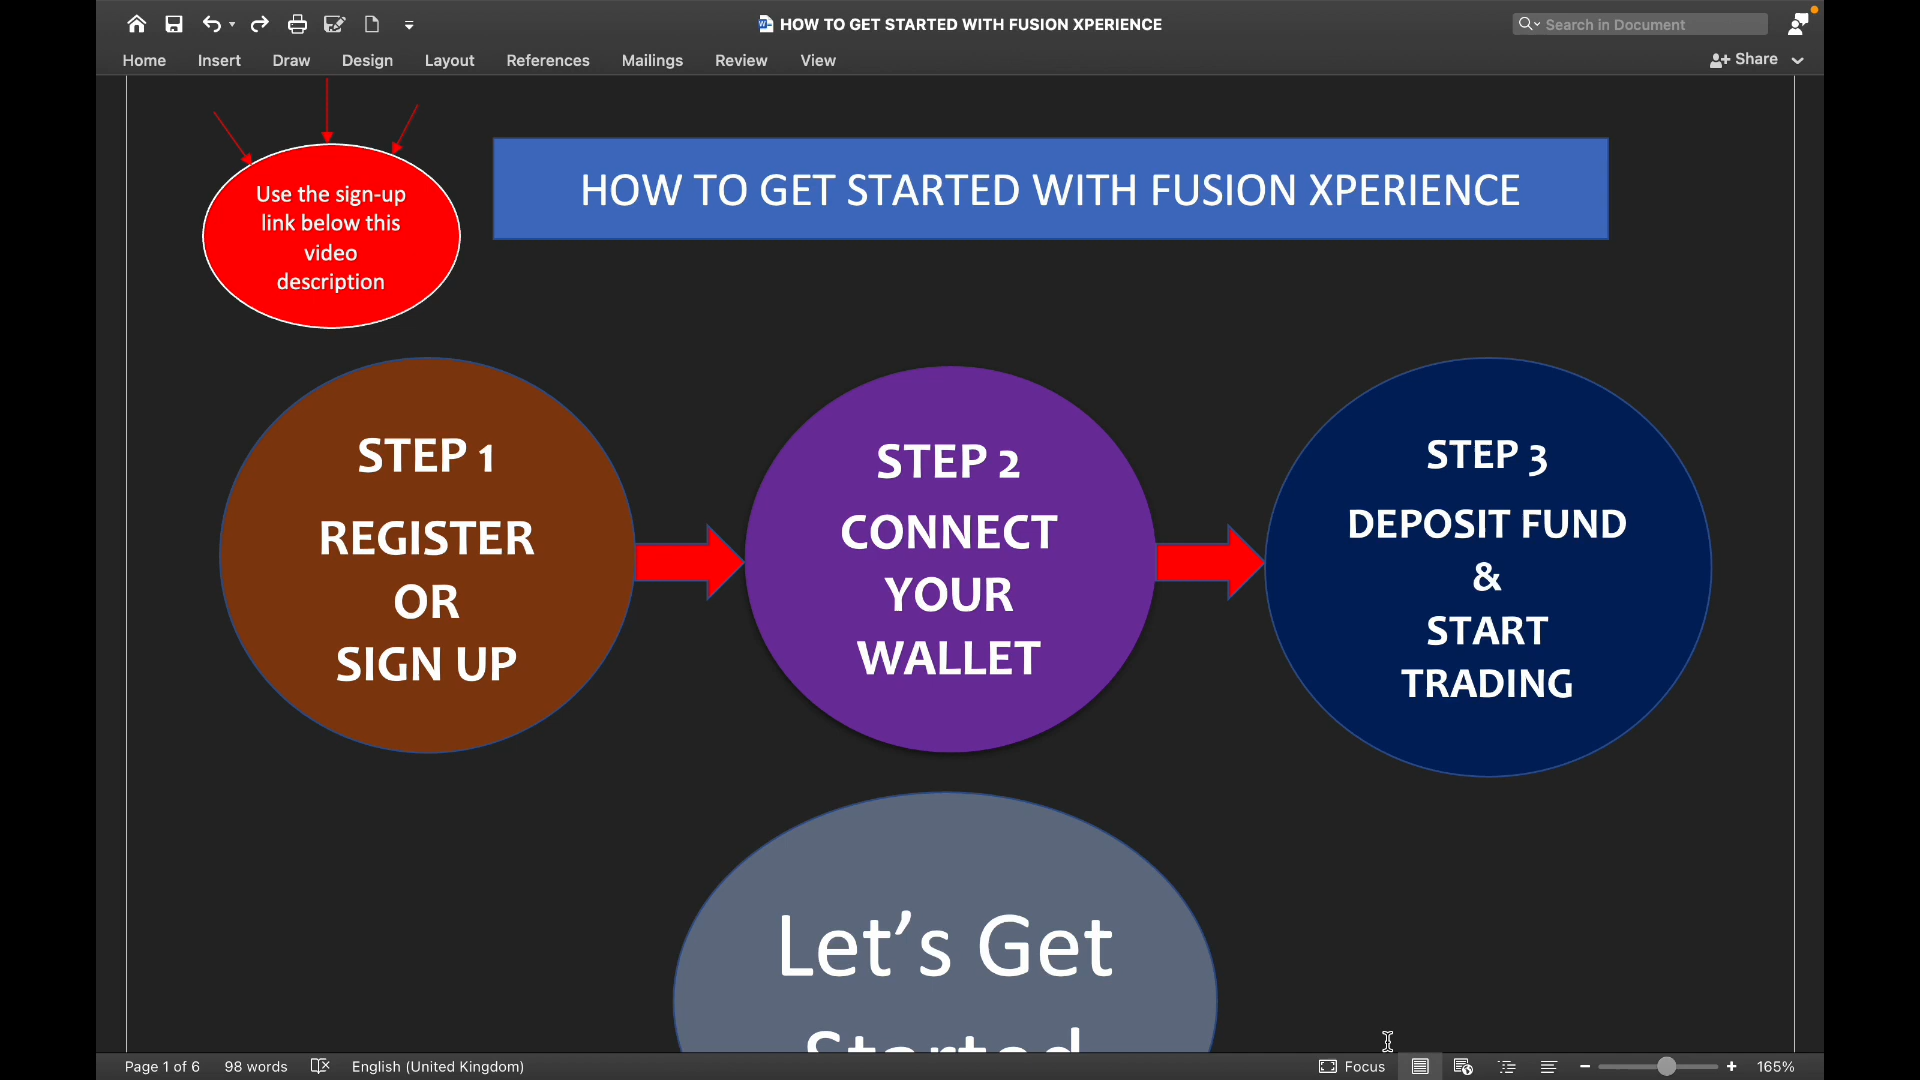 HOW TO GET STARTED WITH FUSION XPERIENCE
Search in Document
Home Insert Draw Design Layout References Mailings Review View Share
Use the sign-up
link below this
video
description
HOW TO GET STARTED WITH FUSION XPERIENCE
STEP 1
REGISTER
OR
SIGN UP
STEP 2
CONNECT
YOUR
WALLET
STEP 3
DEPOSIT FUND
&
START
TRADING
Let's Get
Started
Page 1 of 6 98 words English (United Kingdom) Focus 165%